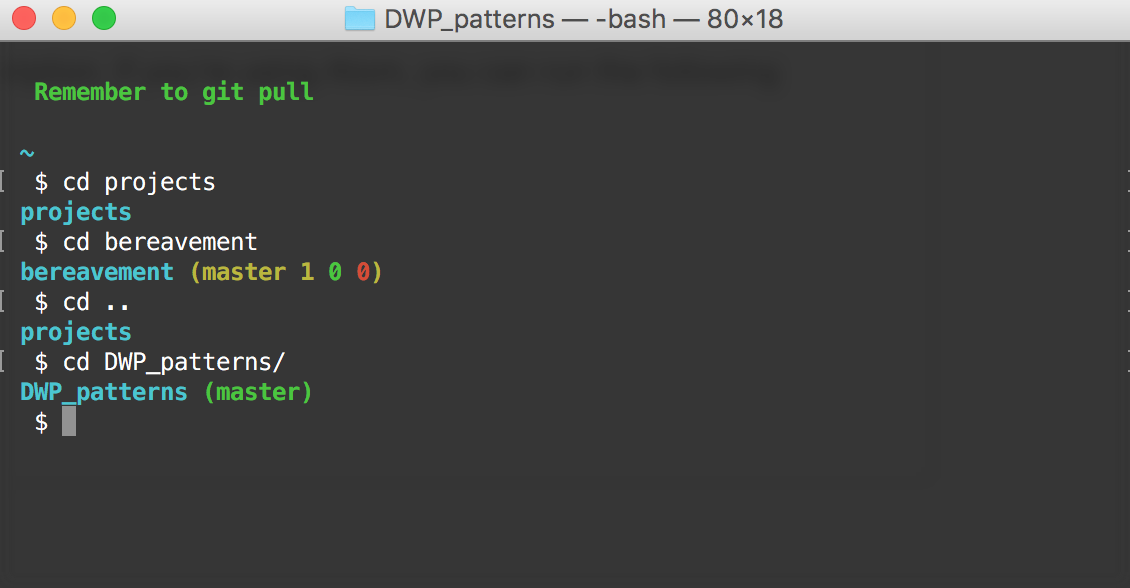 DWP_patterns — -bash — 80×18
Remember to git pull
~
$ cd projects
projects
$ cd bereavement
bereavement (master 1 0 0)
$ cd ..
projects
$ cd DWP_patterns/
DWP_patterns (master)
$